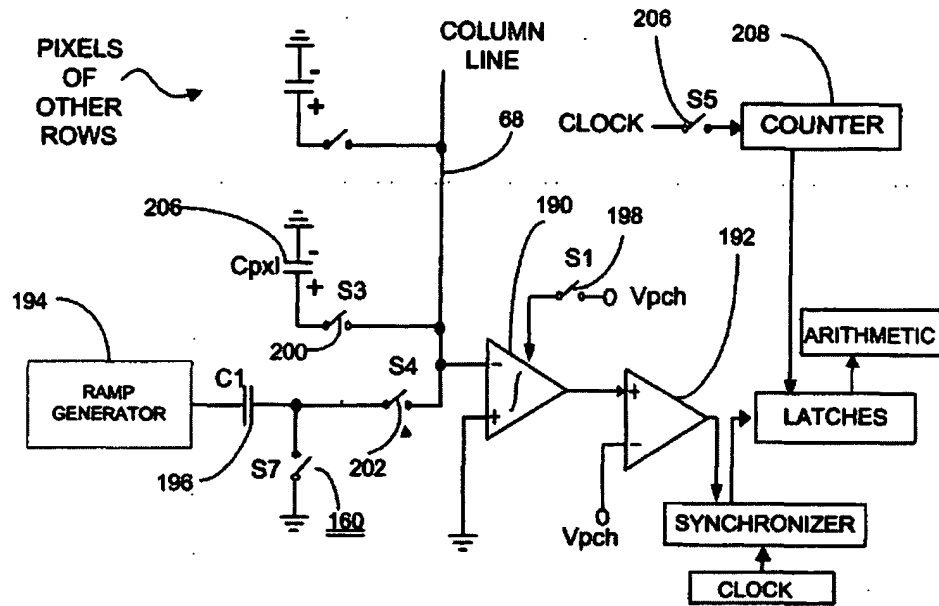 PIXELS
OF
OTHER
ROWS
COLUMN
LINE
206
S5
208
CLOCK
COUNTER
68
206
Cpxl
S3
200
190
S1
198
Vpch
192
194
RAMP
GENERATOR
C1
196
S7
160
S4
202
ARITHMETIC
LATCHES
Vpch
SYNCHRONIZER
CLOCK
- + - + - + + -